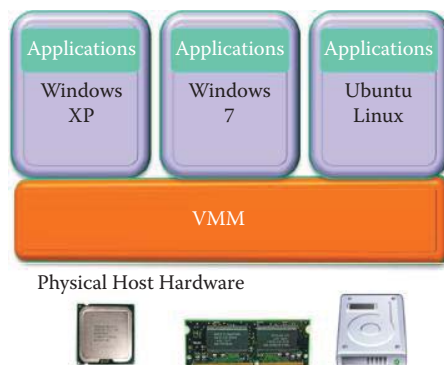 Applications
Applications
Applications
Windows
XP
Windows
7
Ubuntu
Linux
VMM
Physical Host Hardware